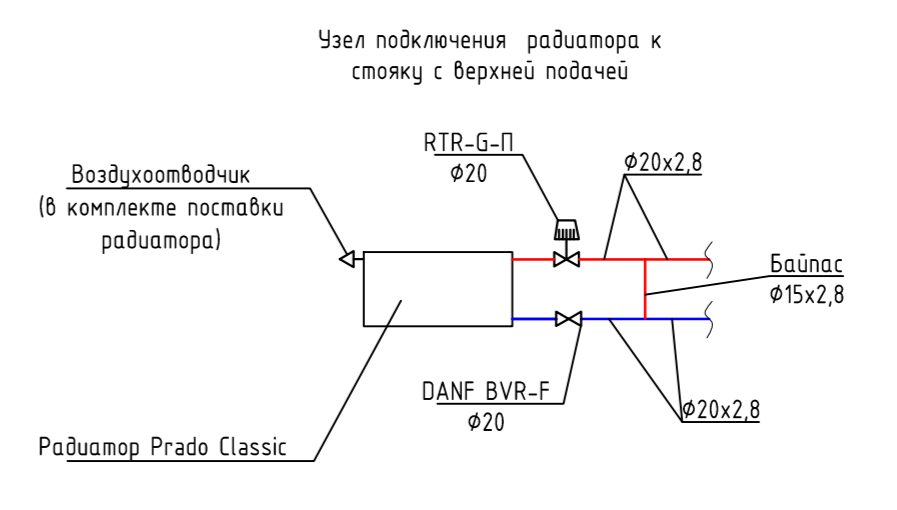 Узел подключения радиатора к
стояку с верхней подачей
RTR-G-П
Ø20
Ø20x2,8
Воздухоотводчик
(в комплекте поставки
радиатора)
Байпас
Ø15x2,8
DANF BVR-F
Ø20
Ø20x2,8
Радиатор Prado Classic